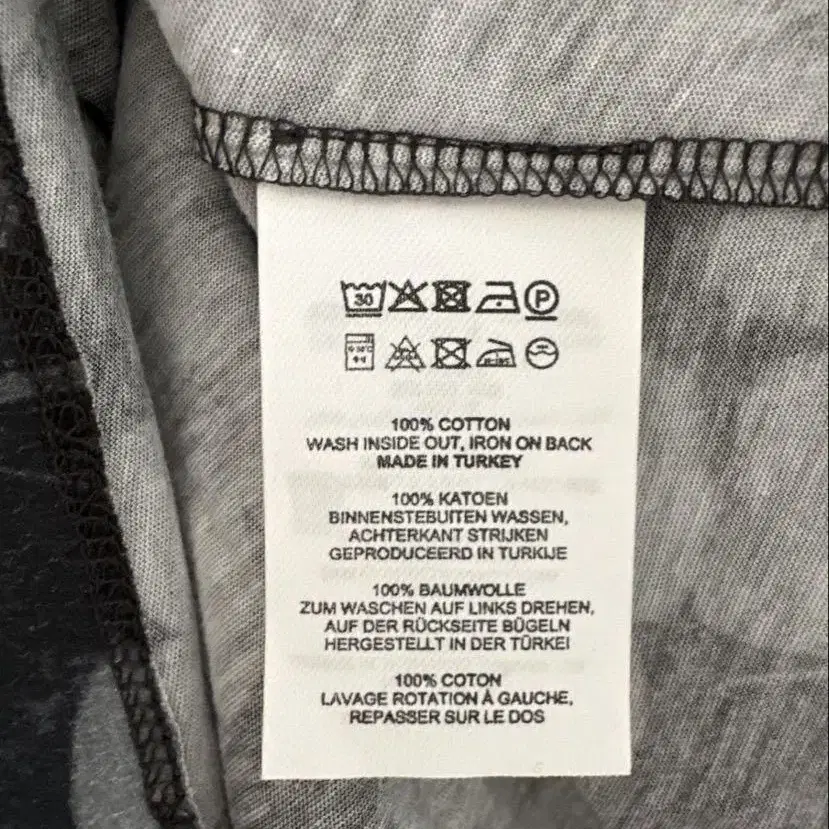 30 P
100% COTTON
WASH INSIDE OUT, IRON ON BACK
MADE IN TURKEY
100% KATOEN
BINNENSTEBUITEN WASSEN,
ACHTERKANT STRIJKEN
GEPRODUCEERD IN TURKIJE
100% BAUMWOLLE
ZUM WASCHEN AUF LINKS DREHEN,
AUF DER RÜCKSEITE BÜGELN
HERGESTELLT IN DER TÜRKEI
100% COTON
LAVAGE ROTATION À GAUCHE,
REPASSER SUR LE DOS